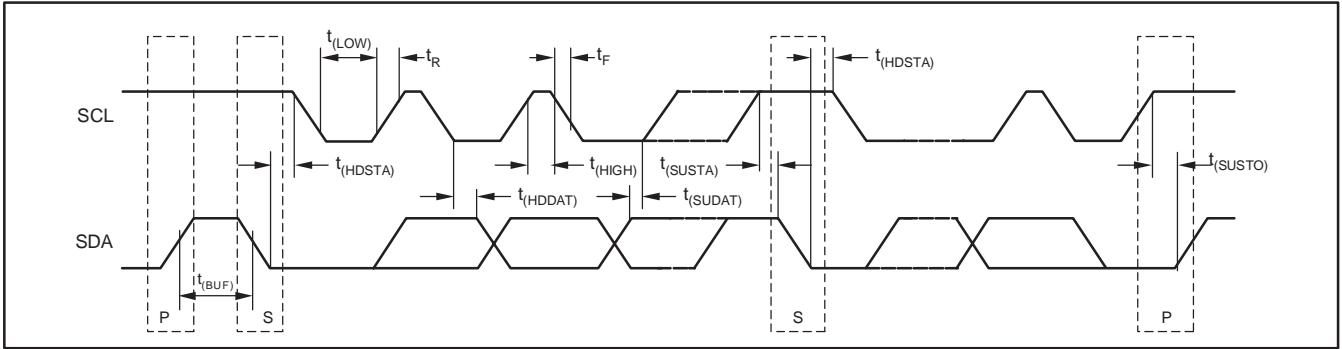 t(LOW)
tR
tF
t(HDSTA)
SCL
t(HDSTA)
t(HIGH)
t(SUSTA)
t(SUSTO)
t(HDDAT)
t(SUDAT)
SDA
t(BUF)
P
S
S
P